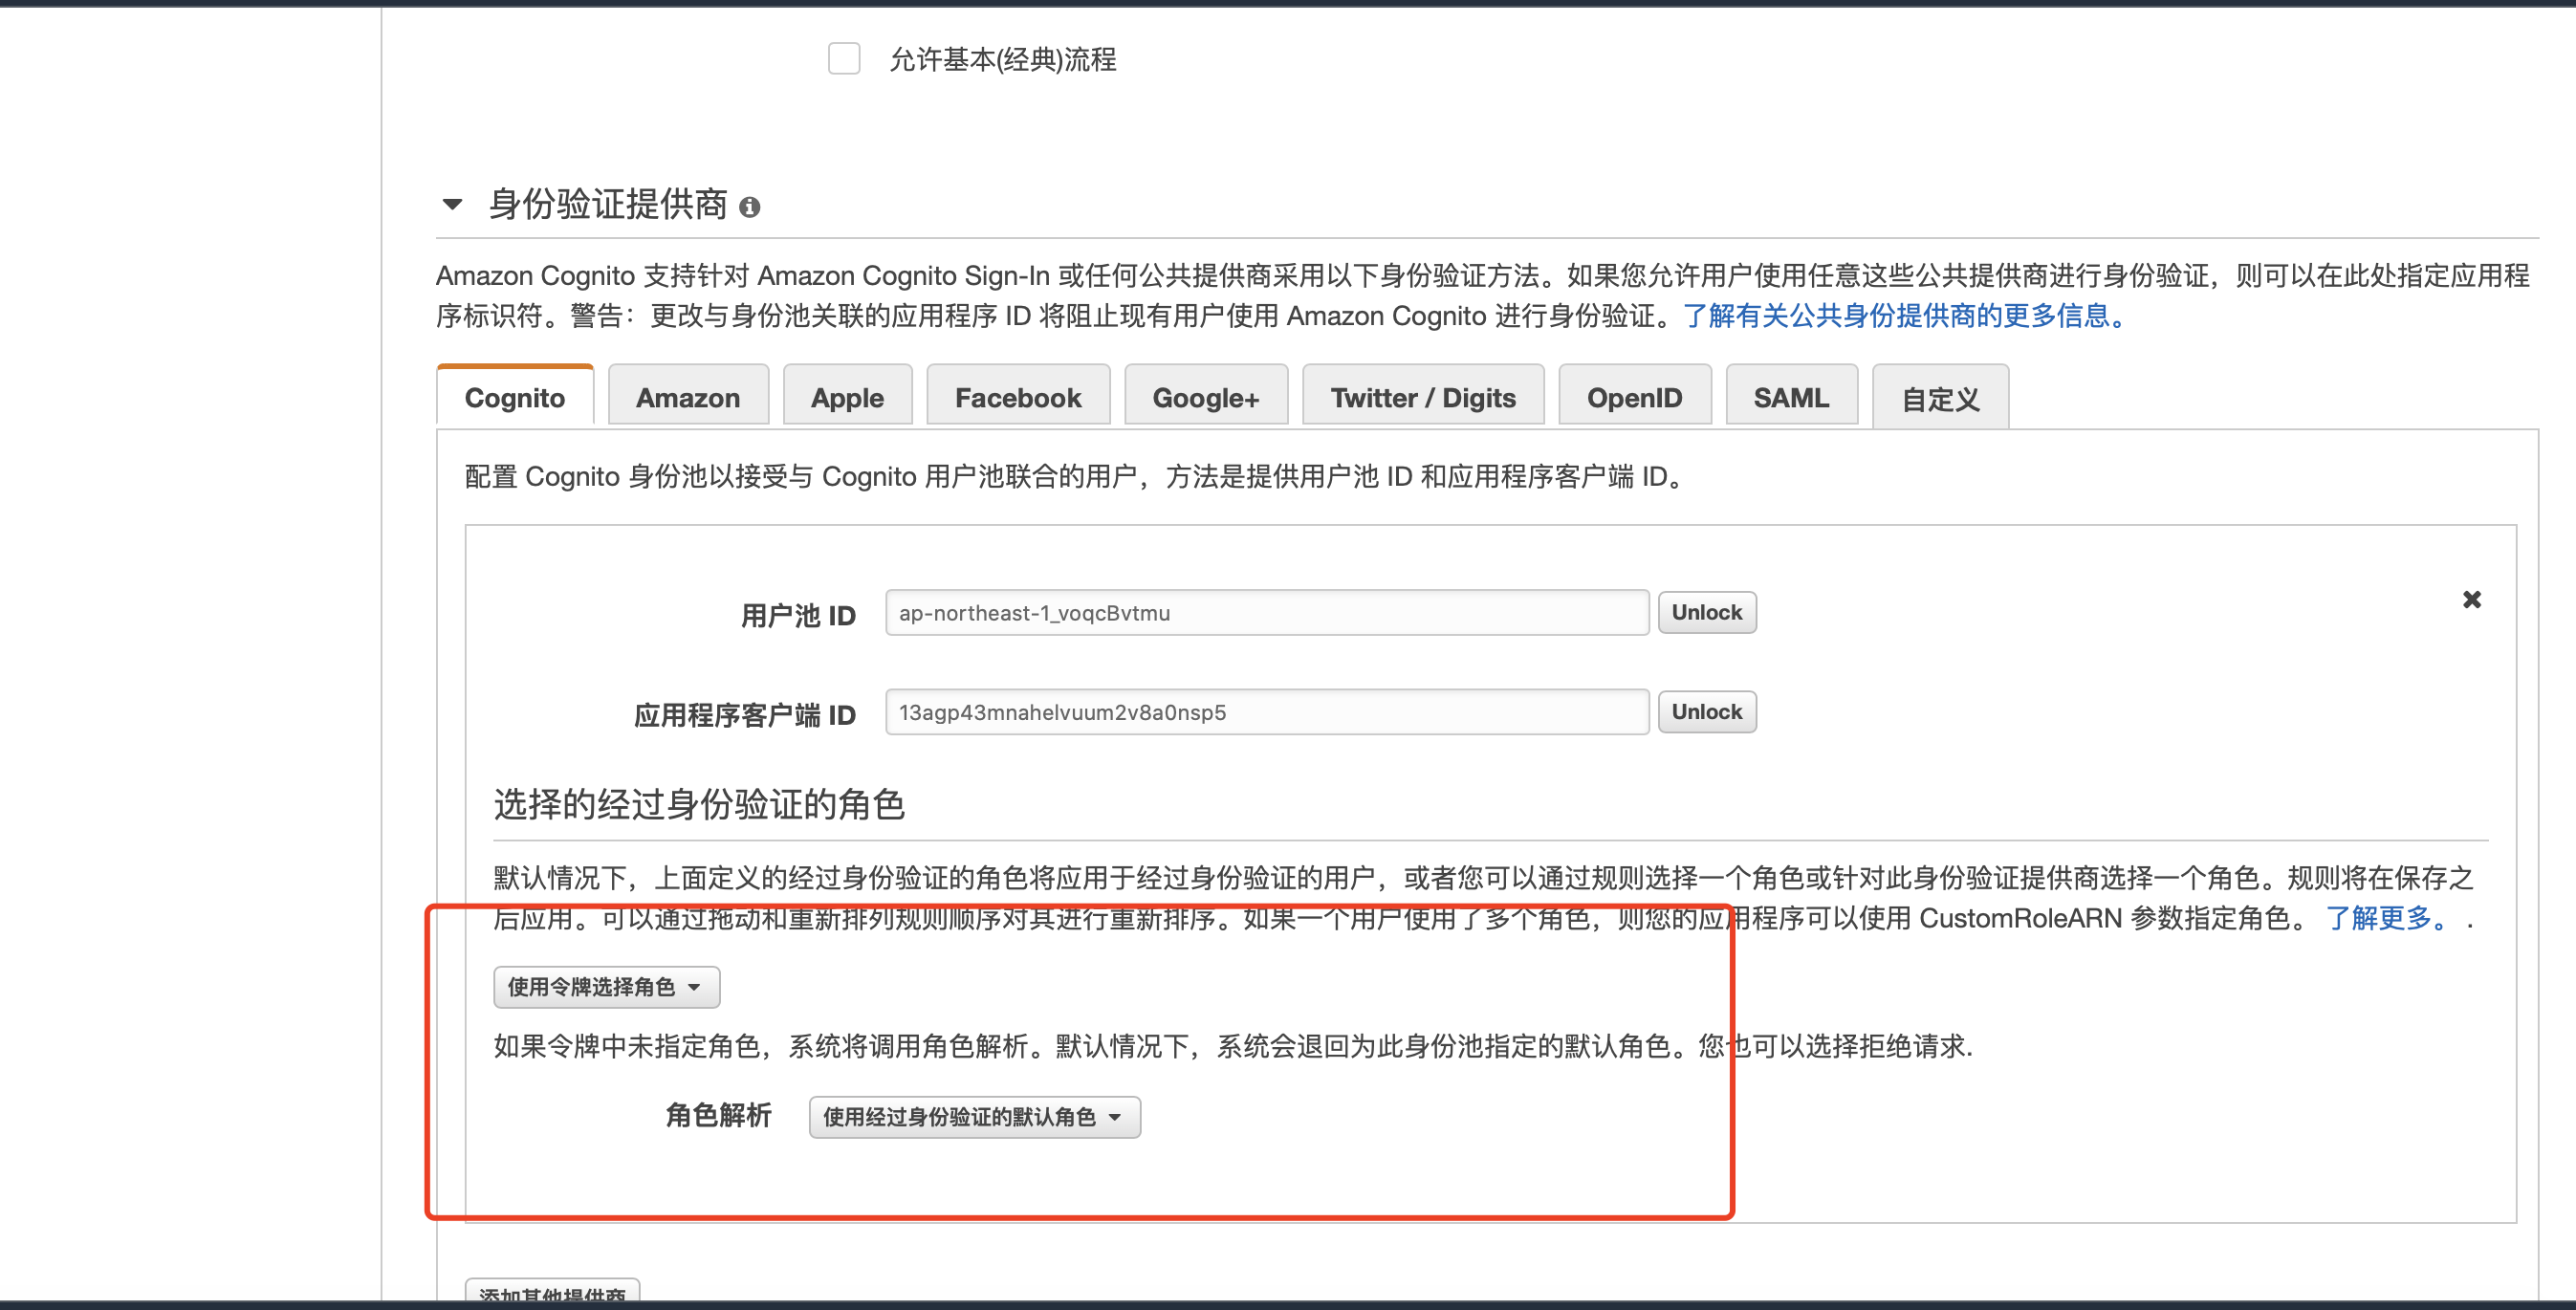 允许基本(经典)流程
身份验证提供商
Amazon Cognito 支持针对 Amazon Cognito Sign-In 或任何公共提供商采用以下身份验证方法。如果您允许用户使用任意这些公共提供商进行身份验证，则可以在此处指定应用程
序标识符。警告：更改与身份池关联的应用程序 ID 将阻止现有用户使用 Amazon Cognito 进行身份验证。了解有关公共身份提供商的更多信息。
Cognito Amazon Apple Facebook Google+ Twitter / Digits OpenID SAML 自定义
配置 Cognito 身份池以接受与 Cognito 用户池联合的用户，方法是提供用户池 ID 和应用程序客户端 ID。
用户池 ID ap-northeast-1_voqcBvtmu Unlock
应用程序客户端 ID 13agp43mnahelvuum2v8a0nsp5 Unlock
选择的经过身份验证的角色
默认情况下，上面定义的经过身份验证的角色将应用于经过身份验证的用户，或者您可以通过规则选择一个角色或针对此身份验证提供商选择一个角色。规则将在保存之
后应用。可以通过拖动和重新排列规则顺序对其进行重新排序。如果一个用户使用了多个角色，则您的应用程序可以使用 CustomRoleARN 参数指定角色。 了解更多。 .
使用令牌选择角色
如果令牌中未指定角色，系统将调用角色解析。默认情况下，系统会退回为此身份池指定的默认角色。您也可以选择拒绝请求.
角色解析 使用经过身份验证的默认角色
添加其他提供商